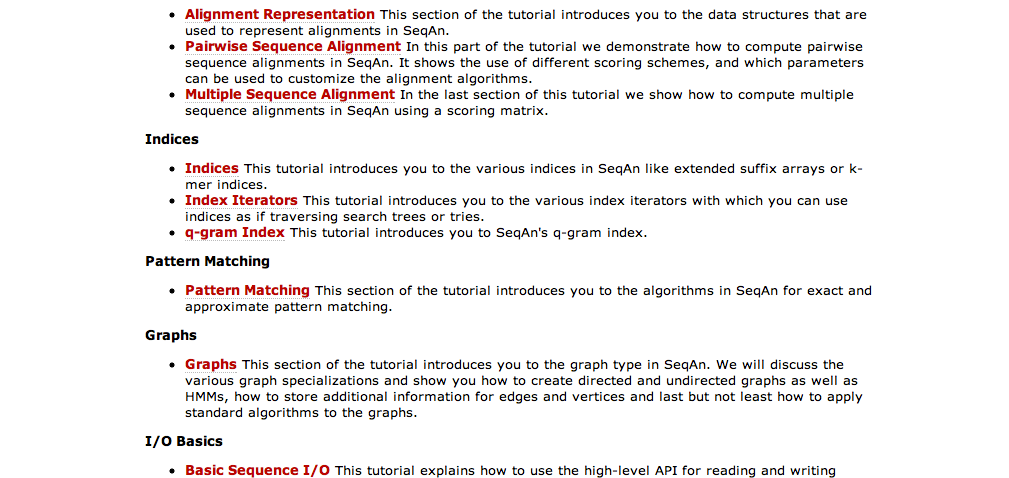 • Alignment Representation This section of the tutorial introduces you to the data structures that are
used to represent alignments in SeqAn.
• Pairwise Sequence Alignment In this part of the tutorial we demonstrate how to compute pairwise
sequence alignments in SeqAn. It shows the use of different scoring schemes, and which parameters
can be used to customize the alignment algorithms.
• Multiple Sequence Alignment In the last section of this tutorial we show how to compute multiple
sequence alignments in SeqAn using a scoring matrix.
Indices
• Indices This tutorial introduces you to the various indices in SeqAn like extended suffix arrays or k-
mer indices.
• Index Iterators This tutorial introduces you to the various index iterators with which you can use
indices as if traversing search trees or tries.
• q-gram Index This tutorial introduces you to SeqAn's q-gram index.
Pattern Matching
• Pattern Matching This section of the tutorial introduces you to the algorithms in SeqAn for exact and
approximate pattern matching.
Graphs
• Graphs This section of the tutorial introduces you to the graph type in SeqAn. We will discuss the
various graph specializations and show you how to create directed and undirected graphs as well as
HMMs, how to store additional information for edges and vertices and last but not least how to apply
standard algorithms to the graphs.
I/O Basics
• Basic Sequence I/O This tutorial explains how to use the high-level API for reading and writing